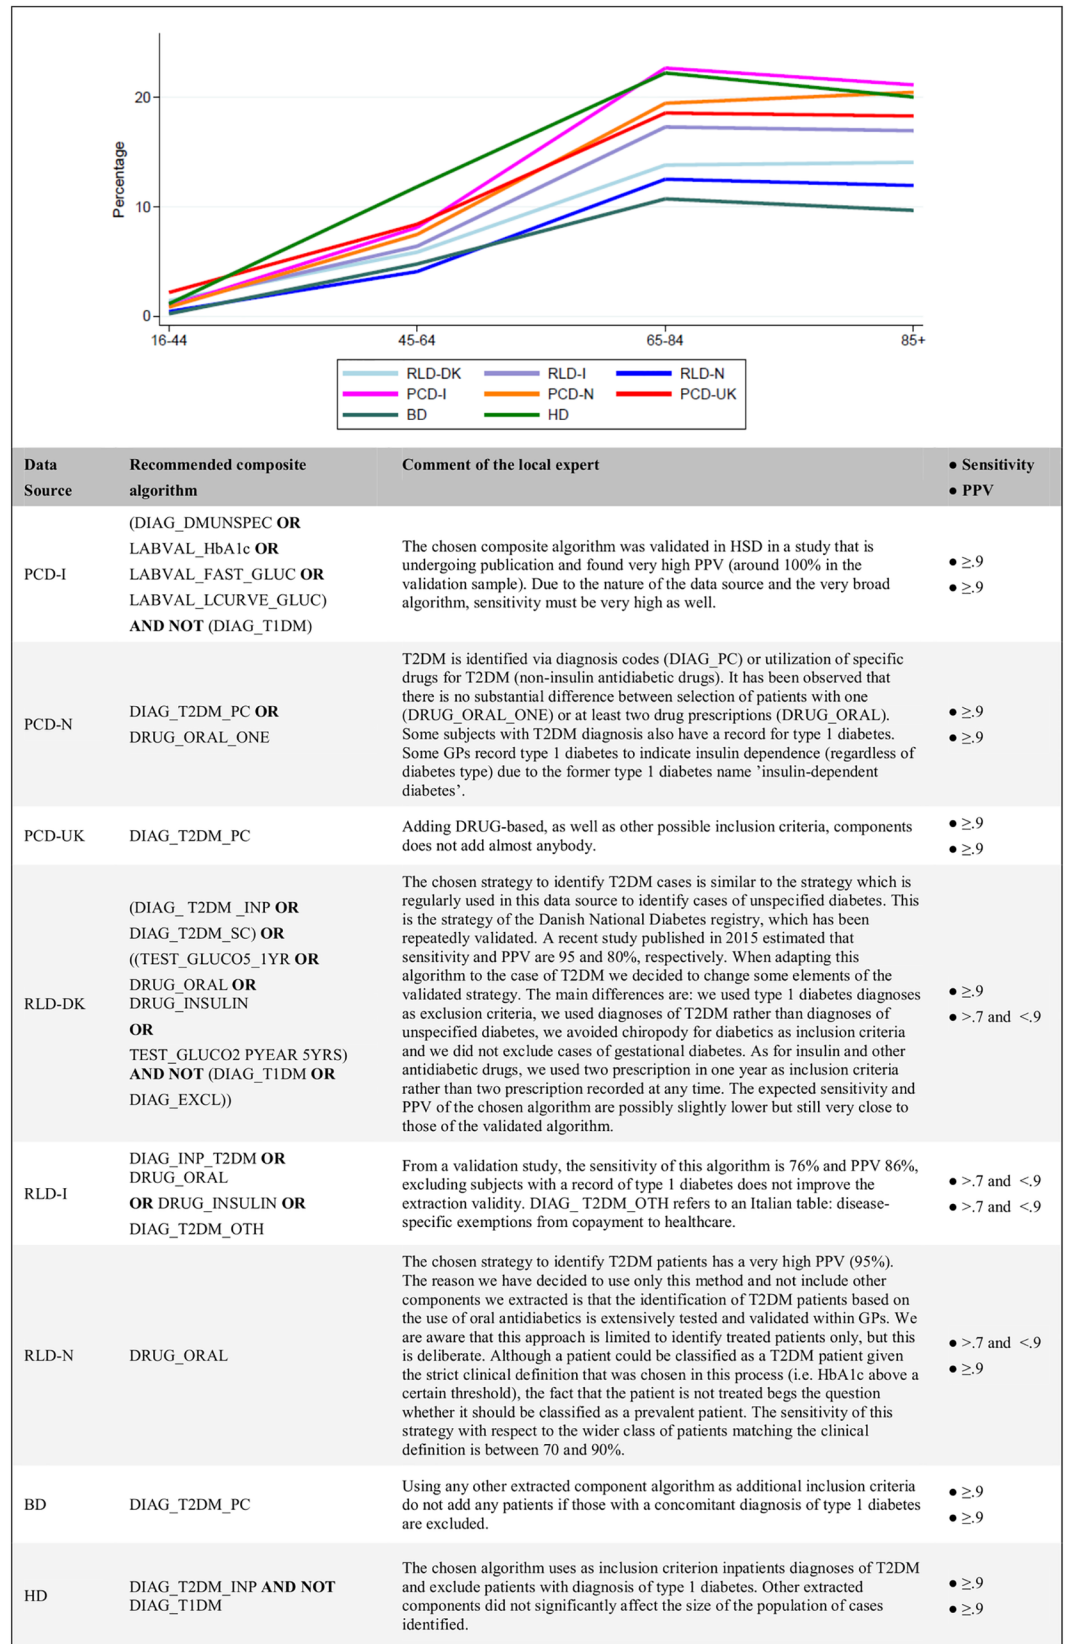 20
10
0
Percentage
16-44 45-64 65-84 85+
RLD-DK RLD-I RLD-N
PCD-I PCD-N PCD-UK
BD HD
Data Source
Recommended composite algorithm
Comment of the local expert
● Sensitivity
● PPV
PCD-I
(DIAG_DMUNSPEC OR
LABVAL_HbA1c OR
LABVAL_FAST_GLUC OR
LABVAL_LCURVE_GLUC)
AND NOT (DIAG_T1DM)
The chosen composite algorithm was validated in HSD in a study that is
undergoing publication and found very high PPV (around 100% in the
validation sample). Due to the nature of the data source and the very broad
algorithm, sensitivity must be very high as well.
● ≥.9
● ≥.9
PCD-N
DIAG_T2DM_PC OR
DRUG_ORAL_ONE
T2DM is identified via diagnosis codes (DIAG_PC) or utilization of specific
drugs for T2DM (non-insulin antidiabetic drugs). It has been observed that
there is no substantial difference between selection of patients with one
(DRUG_ORAL_ONE) or at least two drug prescriptions (DRUG_ORAL).
Some subjects with T2DM diagnosis also have a record for type 1 diabetes.
Some GPs record type 1 diabetes to indicate insulin dependence (regardless of
diabetes type) due to the former type 1 diabetes name ’insulin-dependent
diabetes’.
● ≥.9
● ≥.9
PCD-UK
DIAG_T2DM_PC
Adding DRUG-based, as well as other possible inclusion criteria, components
does not add almost anybody.
● ≥.9
● ≥.9
RLD-DK
(DIAG_ T2DM _INP OR
DIAG_T2DM_SC) OR
((TEST_GLUCO5_1YR OR
DRUG_ORAL OR
DRUG_INSULIN
OR
TEST_GLUCO2 PYEAR 5YRS)
AND NOT (DIAG_T1DM OR
DIAG_EXCL))
The chosen strategy to identify T2DM cases is similar to the strategy which is
regularly used in this data source to identify cases of unspecified diabetes. This
is the strategy of the Danish National Diabetes registry, which has been
repeatedly validated. A recent study published in 2015 estimated that
sensitivity and PPV are 95 and 80%, respectively. When adapting this
algorithm to the case of T2DM we decided to change some elements of the
validated strategy. The main differences are: we used type 1 diabetes diagnoses
as exclusion criteria, we used diagnoses of T2DM rather than diagnoses of
unspecified diabetes, we avoided chiropody for diabetics as inclusion criteria
and we did not exclude cases of gestational diabetes. As for insulin and other
antidiabetic drugs, we used two prescription in one year as inclusion criteria
rather than two prescription recorded at any time. The expected sensitivity and
PPV of the chosen algorithm are possibly slightly lower but still very close to
those of the validated algorithm.
● ≥.9
● >.7 and <.9
RLD-I
DIAG_INP_T2DM OR
DRUG_ORAL
OR DRUG_INSULIN OR
DIAG_T2DM_OTH
From a validation study, the sensitivity of this algorithm is 76% and PPV 86%,
excluding subjects with a record of type 1 diabetes does not improve the
extraction validity. DIAG_ T2DM_OTH refers to an Italian table: disease-
specific exemptions from copayment to healthcare.
● >.7 and <.9
● >.7 and <.9
RLD-N
DRUG_ORAL
The chosen strategy to identify T2DM patients has a very high PPV (95%).
The reason we have decided to use only this method and not include other
components we extracted is that the identification of T2DM patients based on
the use of oral antidiabetics is extensively tested and validated within GPs. We
are aware that this approach is limited to identify treated patients only, but this
is deliberate. Although a patient could be classified as a T2DM patient given
the strict clinical definition that was chosen in this process (i.e. HbA1c above a
certain threshold), the fact that the patient is not treated begs the question
whether it should be classified as a prevalent patient. The sensitivity of this
strategy with respect to the wider class of patients matching the clinical
definition is between 70 and 90%.
● >.7 and <.9
● ≥.9
BD
DIAG_T2DM_PC
Using any other extracted component algorithm as additional inclusion criteria
do not add any patients if those with a concomitant diagnosis of type 1 diabetes
are excluded.
● ≥.9
● ≥.9
HD
DIAG_T2DM_INP AND NOT
DIAG_T1DM
The chosen algorithm uses as inclusion criterion inpatients diagnoses of T2DM
and exclude patients with diagnosis of type 1 diabetes. Other extracted
components did not significantly affect the size of the population of cases
identified.
● ≥.9
● ≥.9